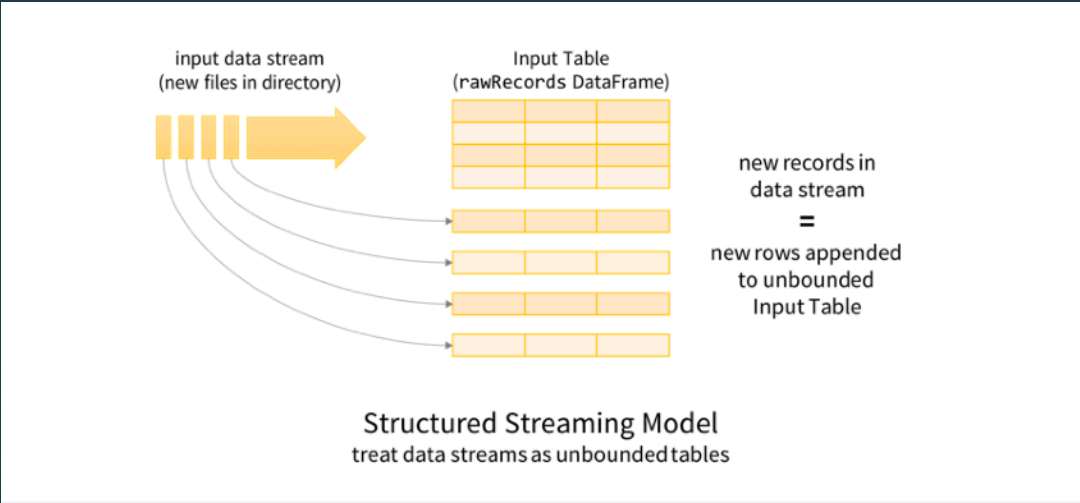 input data stream
(new files in directory)
Input Table
(rawRecords DataFrame)
new records in
data stream
=
new rows appended
to unbounded
Input Table
Structured Streaming Model
treat data streams as unbounded tables